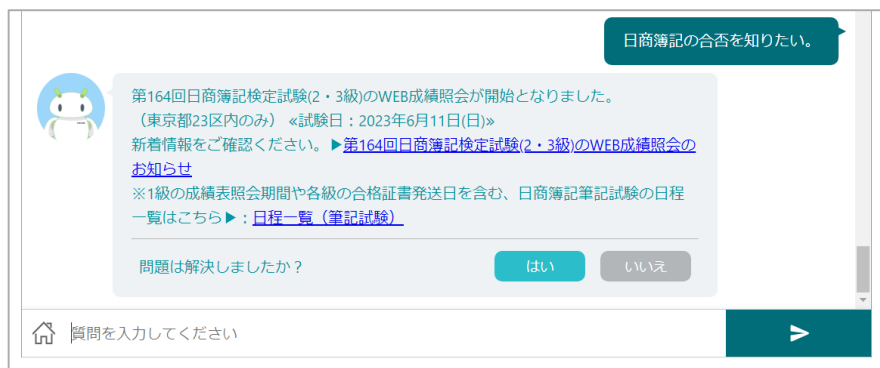 日商簿記の合否を知りたい。
第164回日商簿記検定試験(2・3級)のWEB成績照会が開始となりました。
（東京都23区内のみ） ≪試験日：2023年6月11日(日)≫
新着情報をご確認ください。▶第164回日商簿記検定試験(2・3級)のWEB成績照会の
お知らせ
※1級の成績表照会期間や各級の合格証書発送日を含む、日商簿記筆記試験の日程
一覧はこちら▶：日程一覧（筆記試験）
問題は解決しましたか？ はい いいえ
質問を入力してください